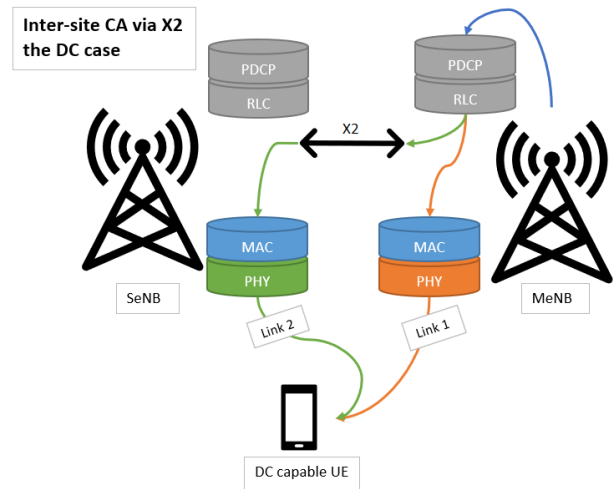 Inter-site CA via X2
the DC case
PDCP
RLC
PDCP
RLC
X2
MAC
PHY
MAC
PHY
SeNB
MeNB
Link 2
Link 1
DC capable UE